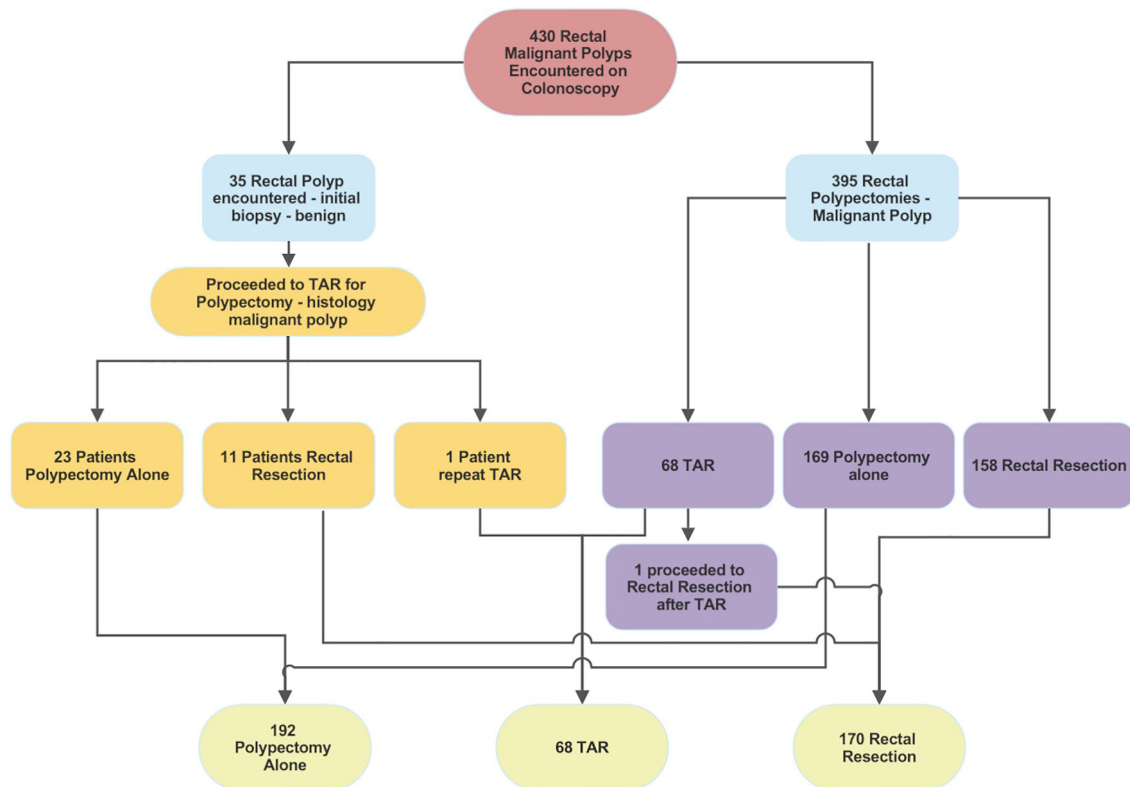 430 Rectal
Malignant Polyps
Encountered on
Colonoscopy
35 Rectal Polyp
encountered - initial
biopsy - benign
395 Rectal
Polypectomies -
Malignant Polyp
Proceeded to TAR for
Polypectomy - histology
malignant polyp
23 Patients
Polypectomy Alone
11 Patients Rectal
Resection
1 Patient
repeat TAR
68 TAR
169 Polypectomy
alone
158 Rectal Resection
1 proceeded to
Rectal Resection
after TAR
192
Polypectomy
Alone
68 TAR
170 Rectal
Resection